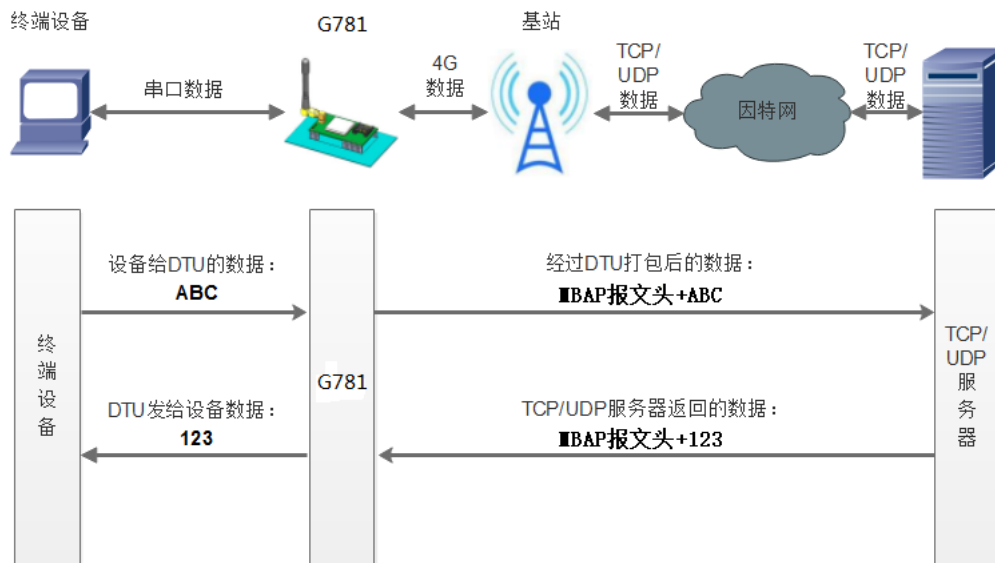 终端设备
G781
基站
串口数据
4G
数据
TCP/
UDP
数据
因特网
TCP/
UDP
数据
设备给DTU的数据：
ABC
经过DTU打包后的数据：
MBAP报文头+ABC
终
端
设
备
G781
TCP/
UDP
服
务
器
DTU发给设备数据：
123
TCP/UDP服务器返回的数据：
MBAP报文头+123